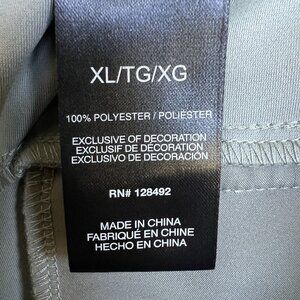 XL/TG/XG
100% POLYESTER / POLIÉSTER
EXCLUSIVE OF DECORATION
EXCLUSIF DE DÉCORATION
EXCLUSIVO DE DECORACIÓN
RN# 128492
MADE IN CHINA
FABRIQUÉ EN CHINE
HECHO EN CHINA